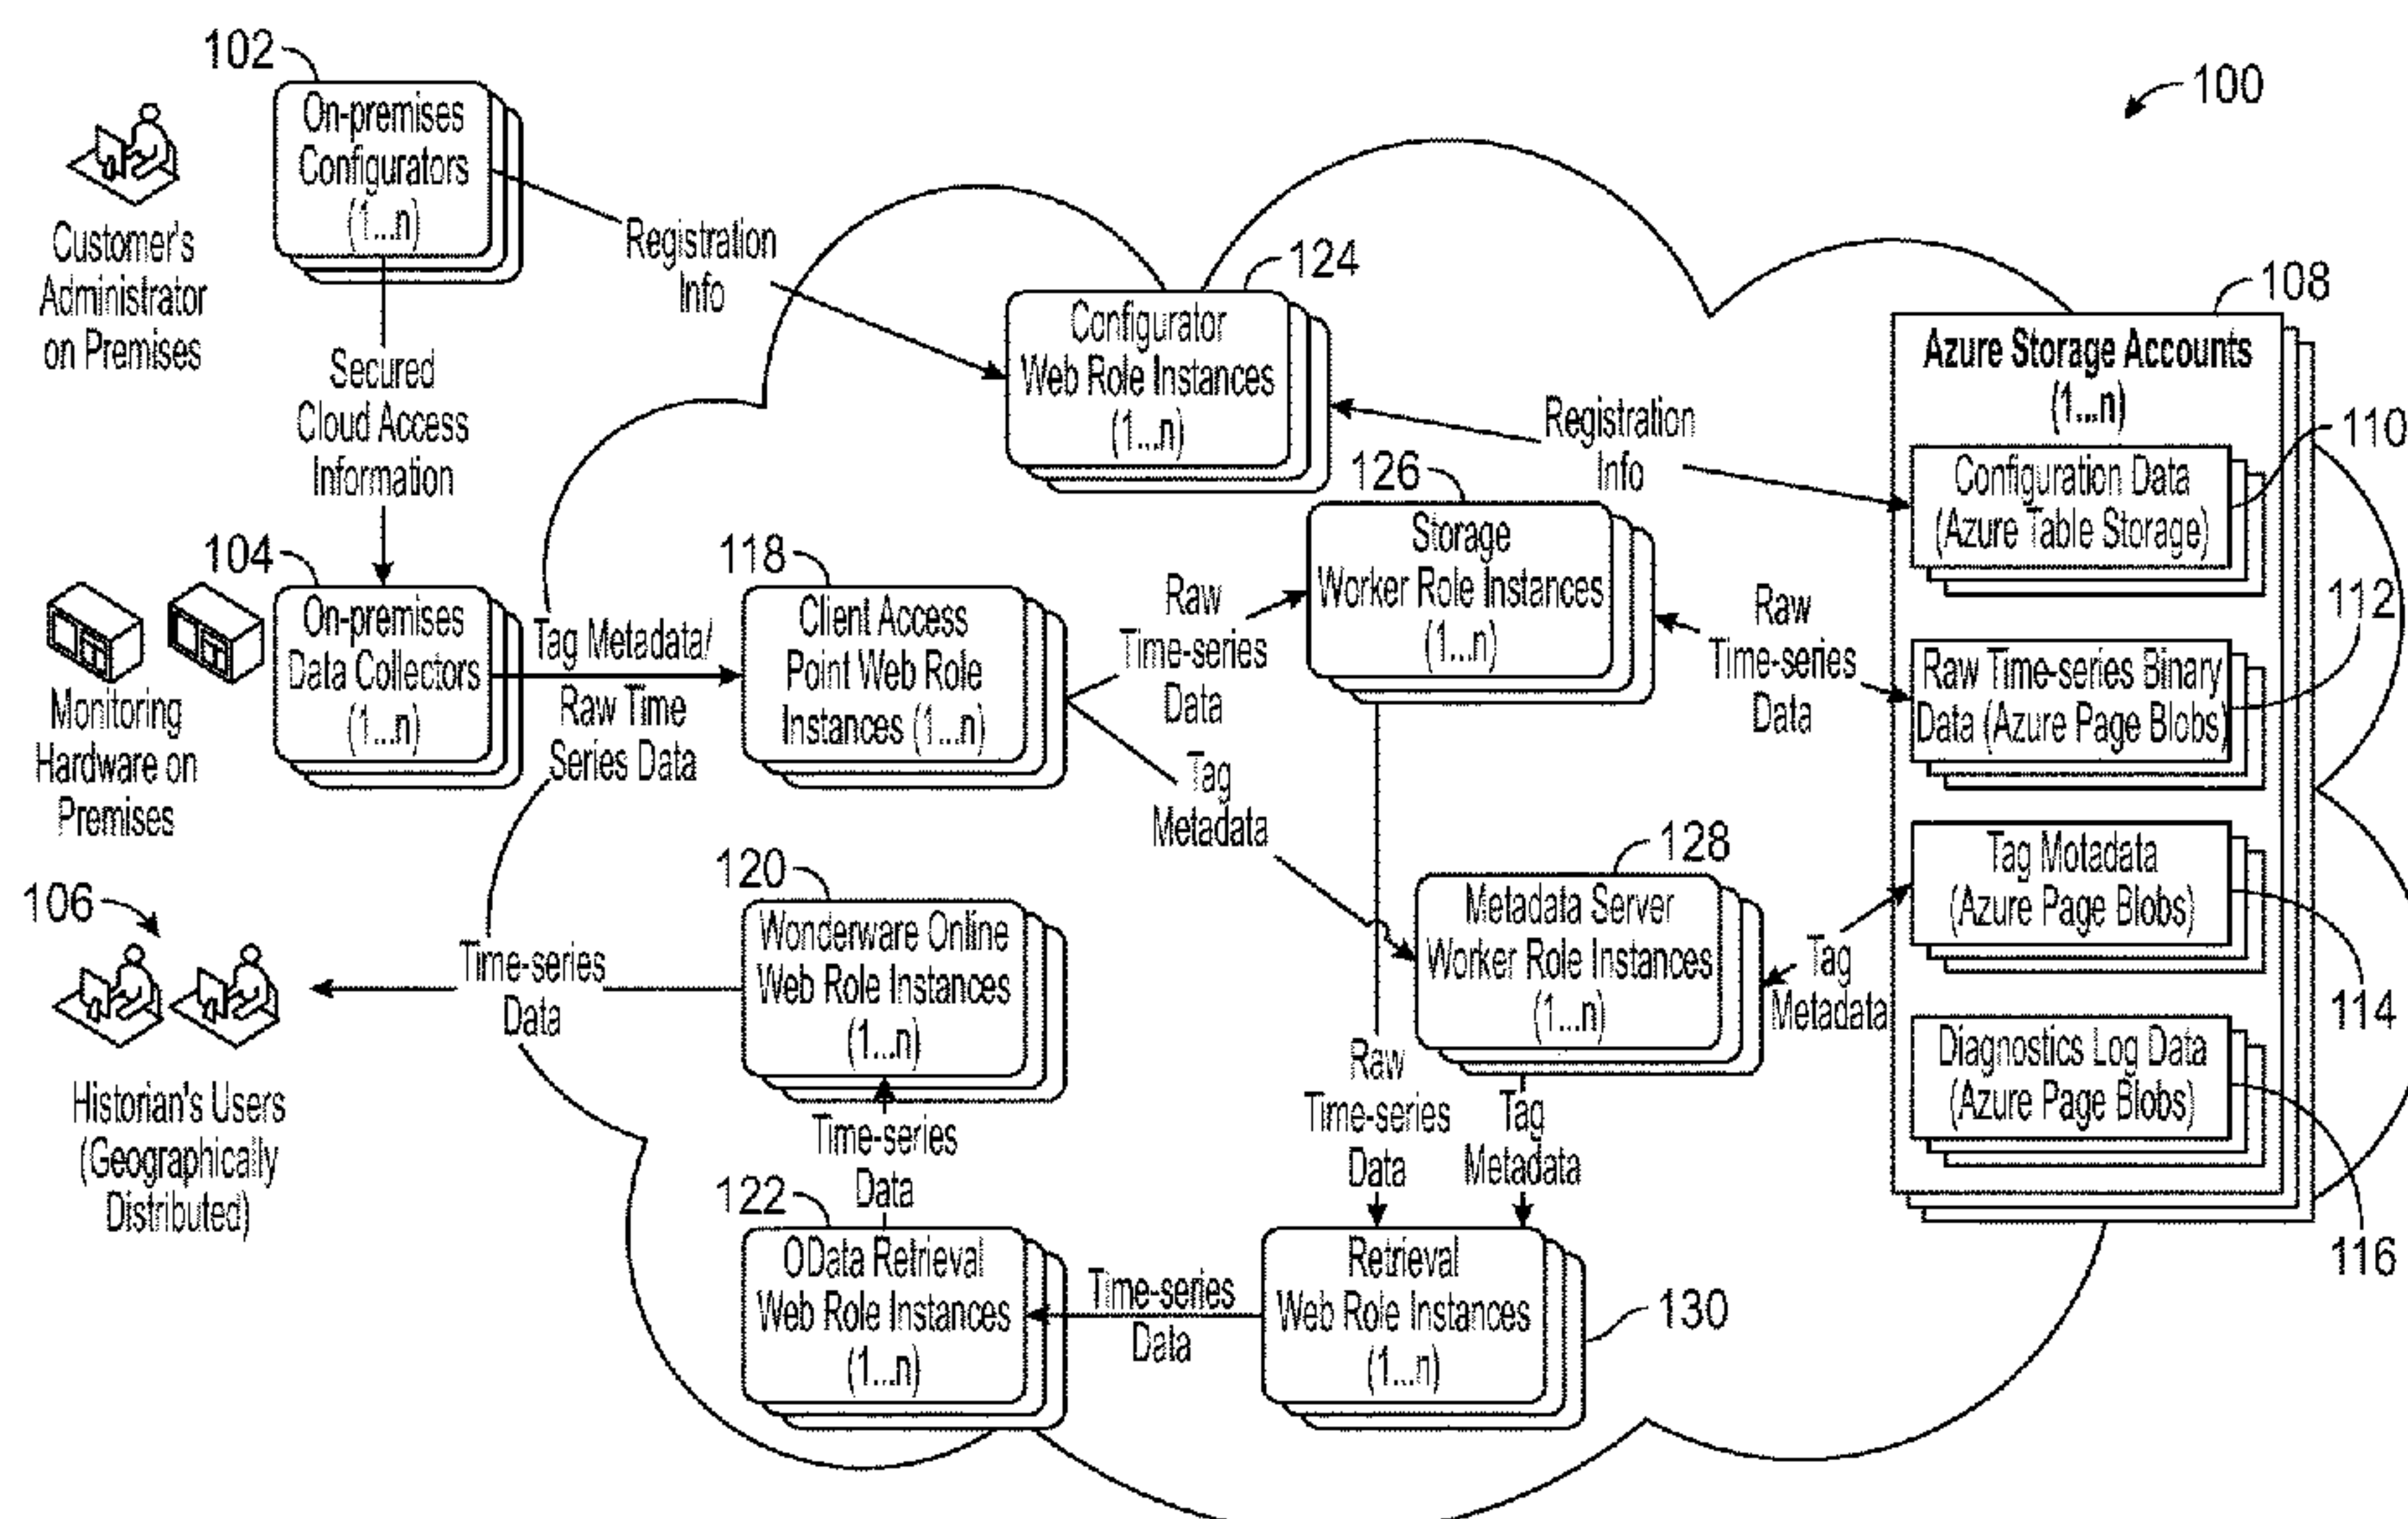 102
On-premises
Configurators
(1...n)
100
Customer's
Administrator
on Premises
Registration
Info
124
Configurator
Web Role Instances
(1...n)
108
Azure Storage Accounts
(1...n)
Secured
Cloud Access
Information
Registration
Info
110
Configuration Data
(Azure Table Storage)
104
On-premises
Data Collectors
(1...n)
Monitoring
Hardware on
Premises
Tag Metadata/
Raw Time
Series Data
118
Client Access
Point Web Role
Instances (1...n)
Raw
Time-series
Data
126
Storage
Worker Role Instances
(1...n)
Raw
Time-series
Data
112
Raw Time-series Binary
Data (Azure Page Blobs)
Tag
Metadata
128
Metadata Server
Worker Role Instances
(1...n)
Tag
Metadata
Tag Motadata
(Azure Page Blobs)
114
106
Historian's Users
(Geographically
Distributed)
Time-series
Data
120
Wonderware Online
Web Role Instances
(1...n)
Raw
Time-series
Data
Tag
Metadata
Diagnostics Log Data
(Azure Page Blobs)
116
Time-series
Data
122
OData Retrieval
Web Role Instances
(1...n)
Time-series
Data
Retrieval
Web Role Instances
(1...n)
130